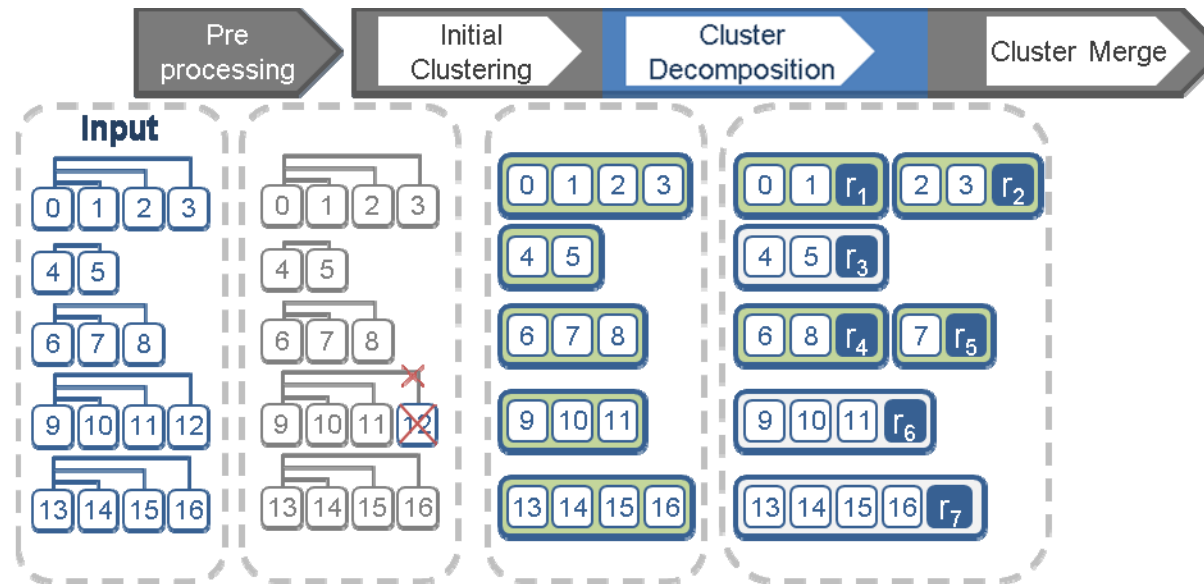 Pre
processing
Initial
Clustering
Cluster
Decomposition
Cluster Merge
Input
0 1 2 3
4 5
6 7 8
9 10 11 12
13 14 15 16
0 1 2 3
4 5
6 7 8
9 10 11 12
13 14 15 16
0 1 2 3
4 5
6 7 8
9 10 11
13 14 15 16
0 1 r1 2 3 r2
4 5 r3
6 8 r4 7 r5
9 10 11 r6
13 14 15 16 r7